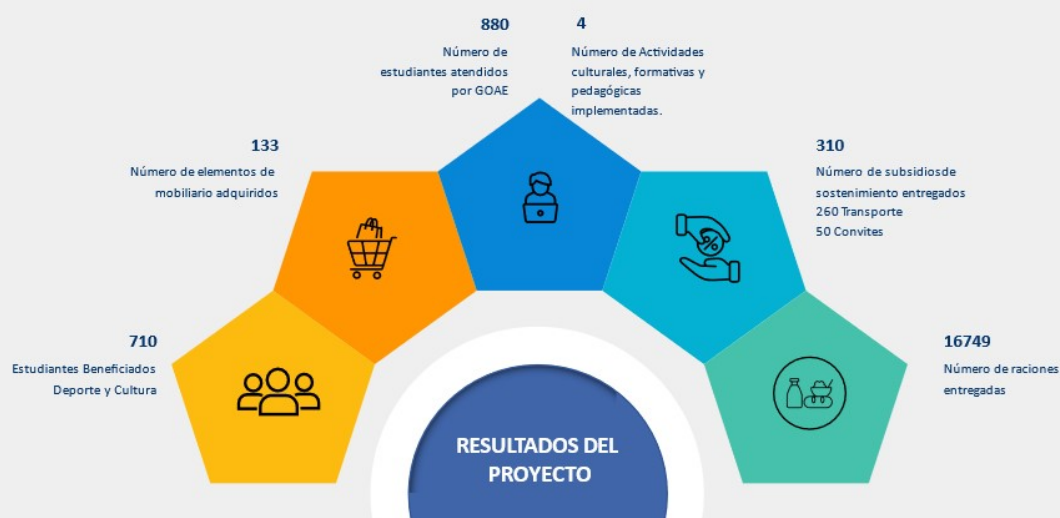 880
Número de
estudiantes atendidos
por GOAE
4
Número de Actividades
culturales, formativas y
pedagógicas
implementadas.
133
Número de elementos de
mobiliario adquiridos
310
Número de subsidiosde
sostenimiento entregados
260 Transporte
50 Convites
710
Estudiantes Beneficiados
Deporte y Cultura
16749
Número de raciones
entregadas
RESULTADOS DEL
PROYECTO